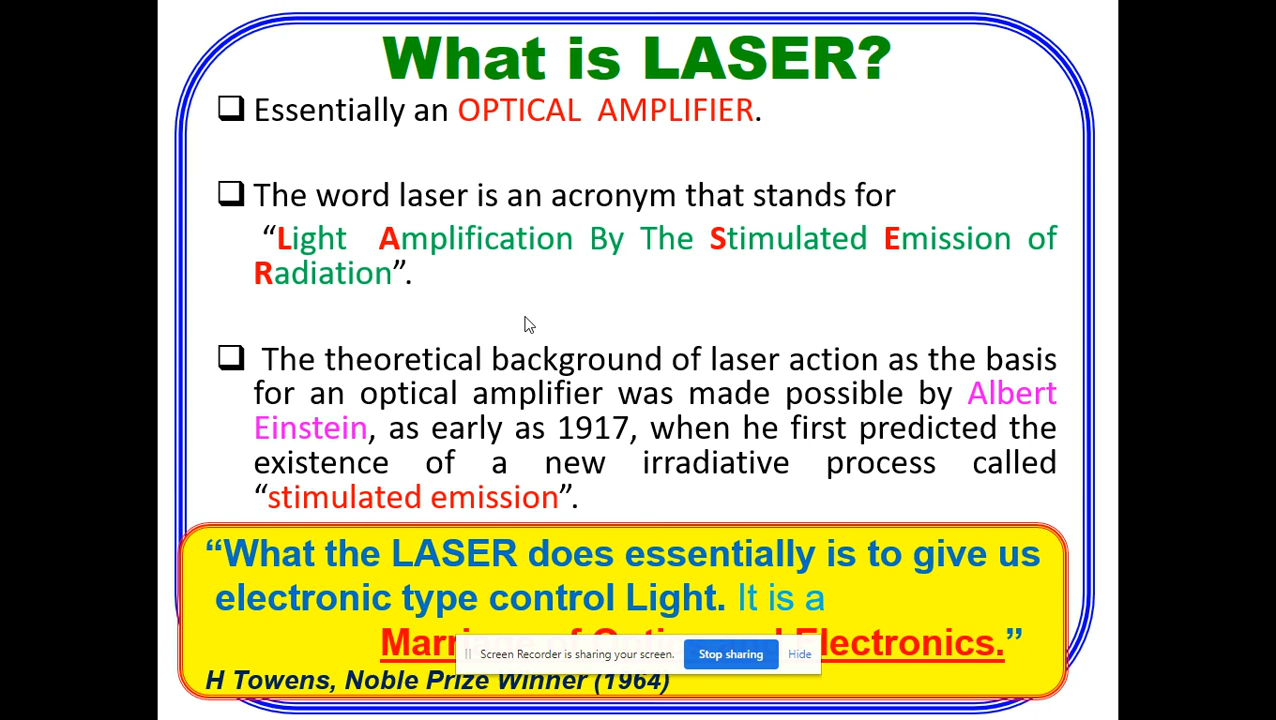 What is LASER?
Essentially an OPTICAL AMPLIFIER.
The word laser is an acronym that stands for
“Light Amplification By The Stimulated Emission of
Radiation”.
The theoretical background of laser action as the basis
for an optical amplifier was made possible by Albert
Einstein, as early as 1917, when he first predicted the
existence of a new irradiative process called
“stimulated emission”.
“What the LASER does essentially is to give us
electronic type control Light. It is a
Marriage of Optics and Electronics.”
Screen Recorder is sharing your screen. Stop sharing Hide
H Towens, Noble Prize Winner (1964)